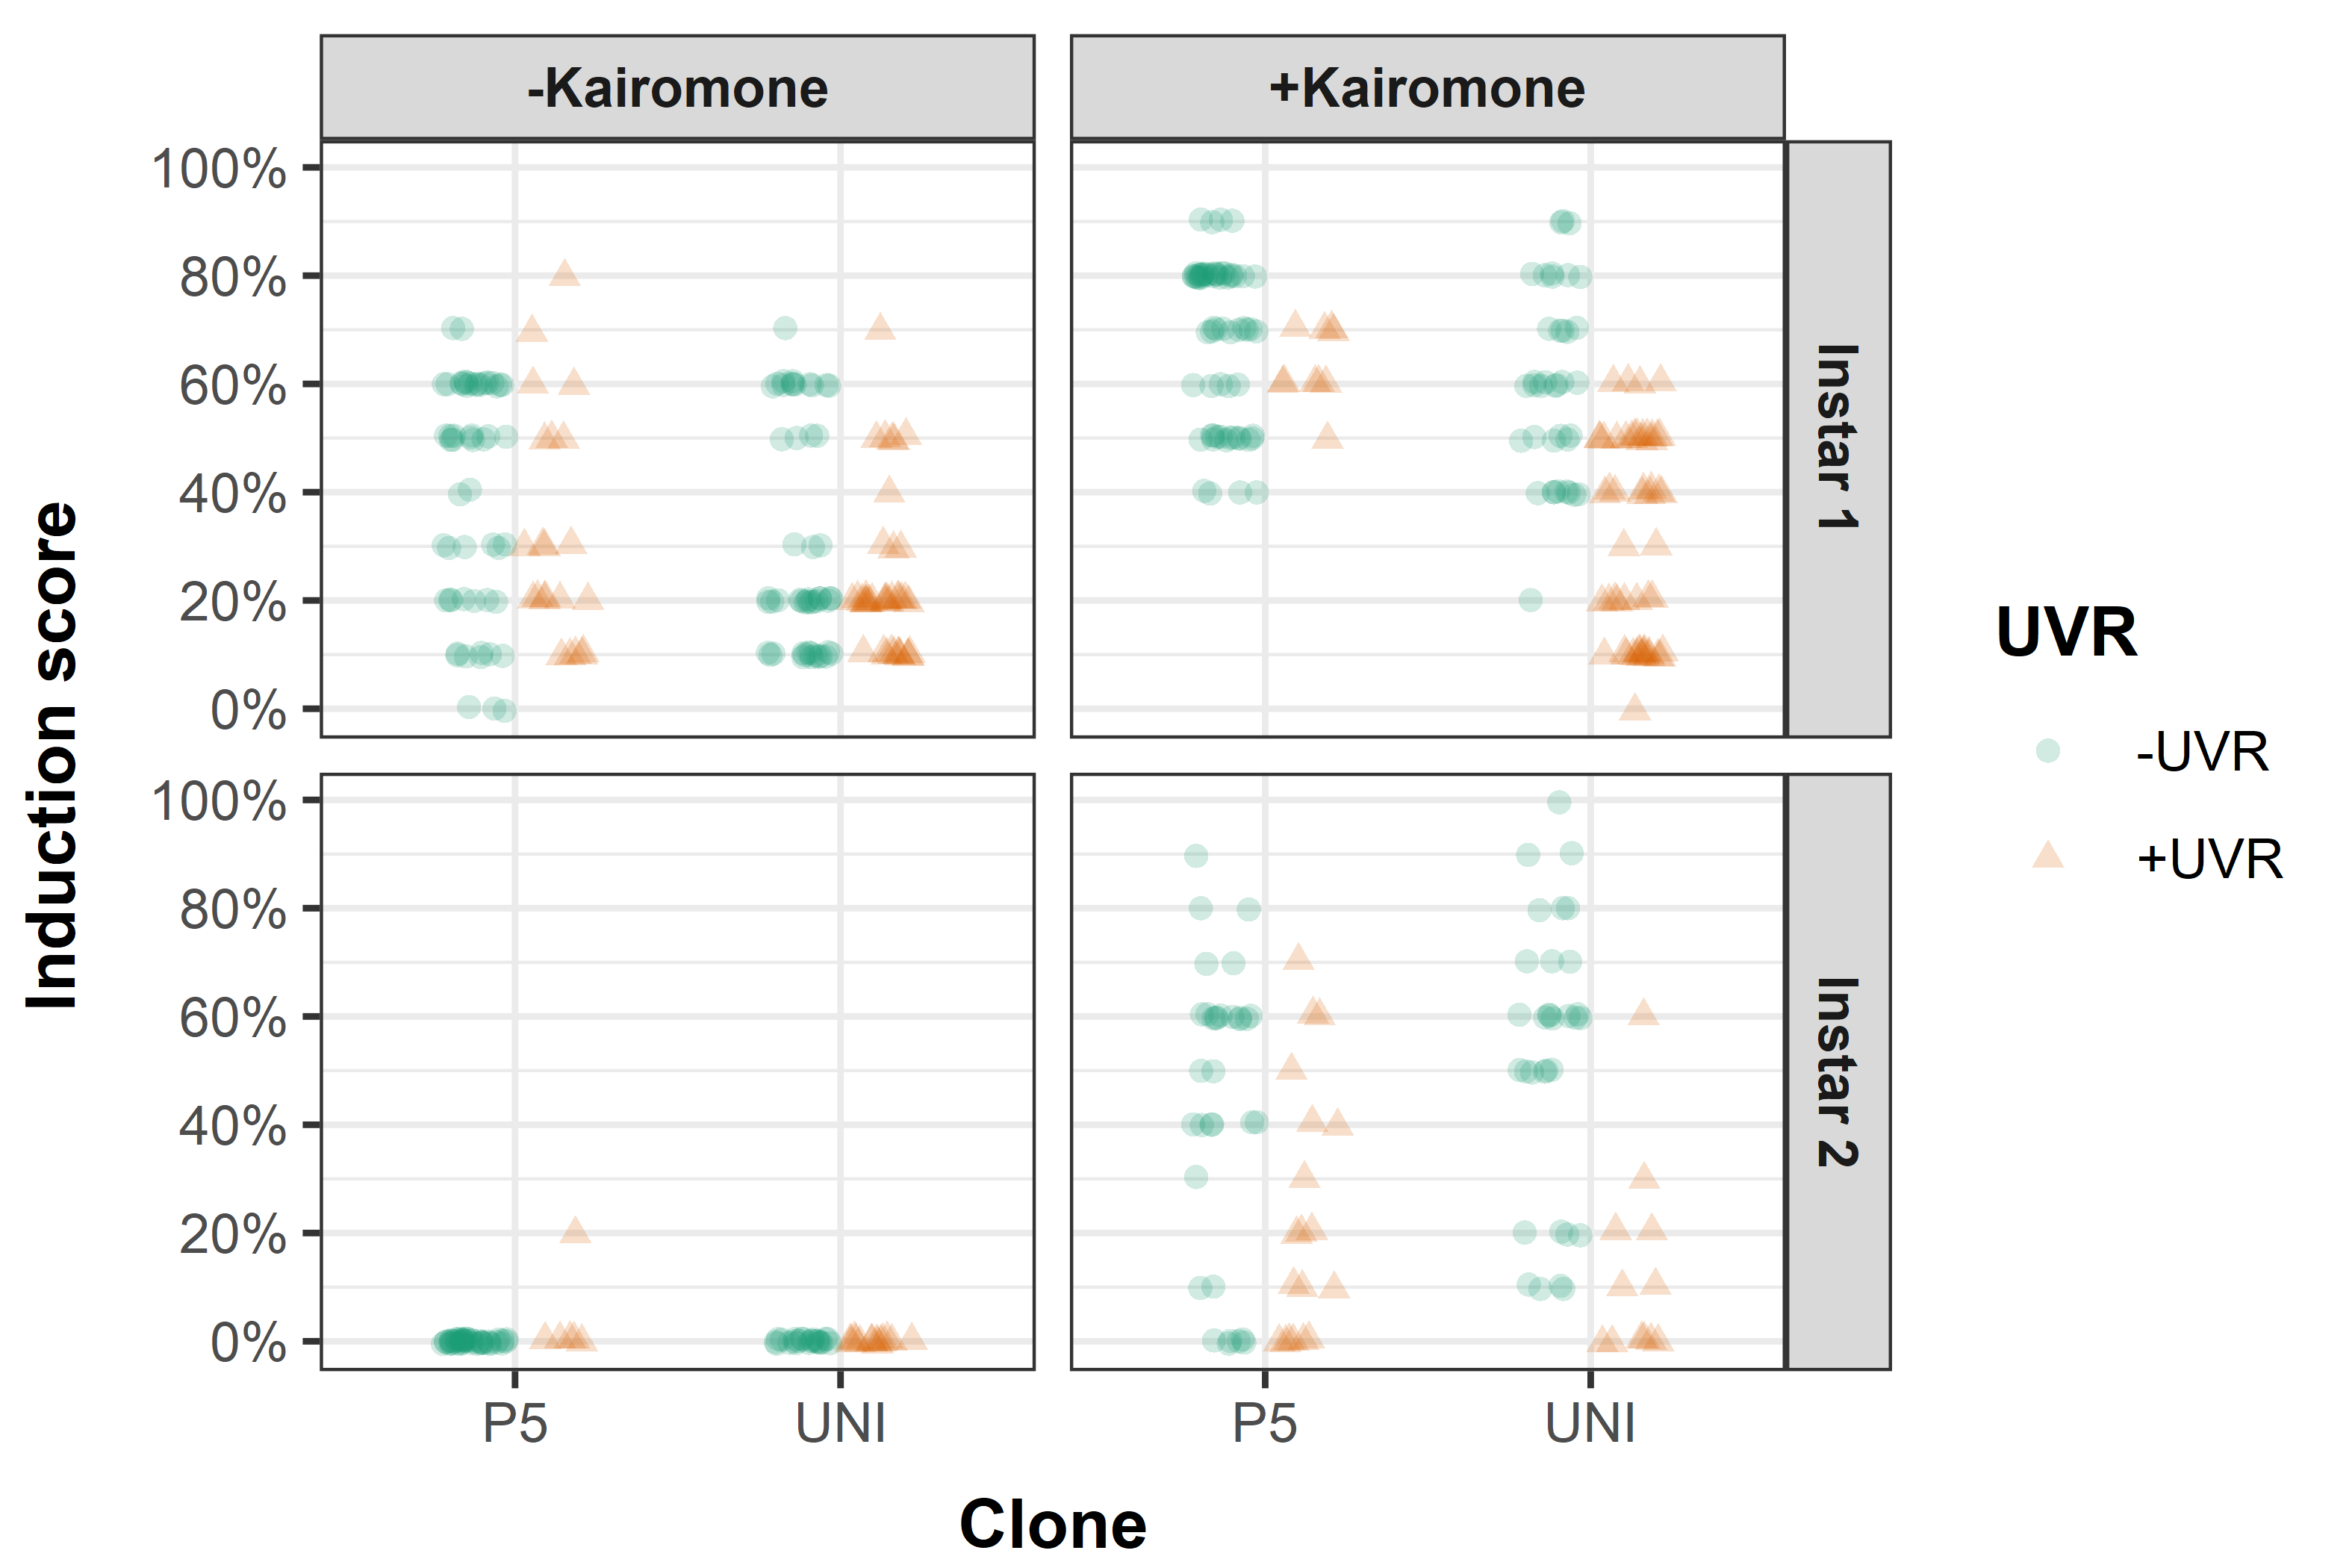 -Kairomone
+Kairomone
100%
80%
60%
40%
20%
0%
Instar 1
100%
80%
60%
40%
20%
0%
Instar 2
Induction score
P5
UNI
P5
UNI
Clone
UVR
-UVR
+UVR